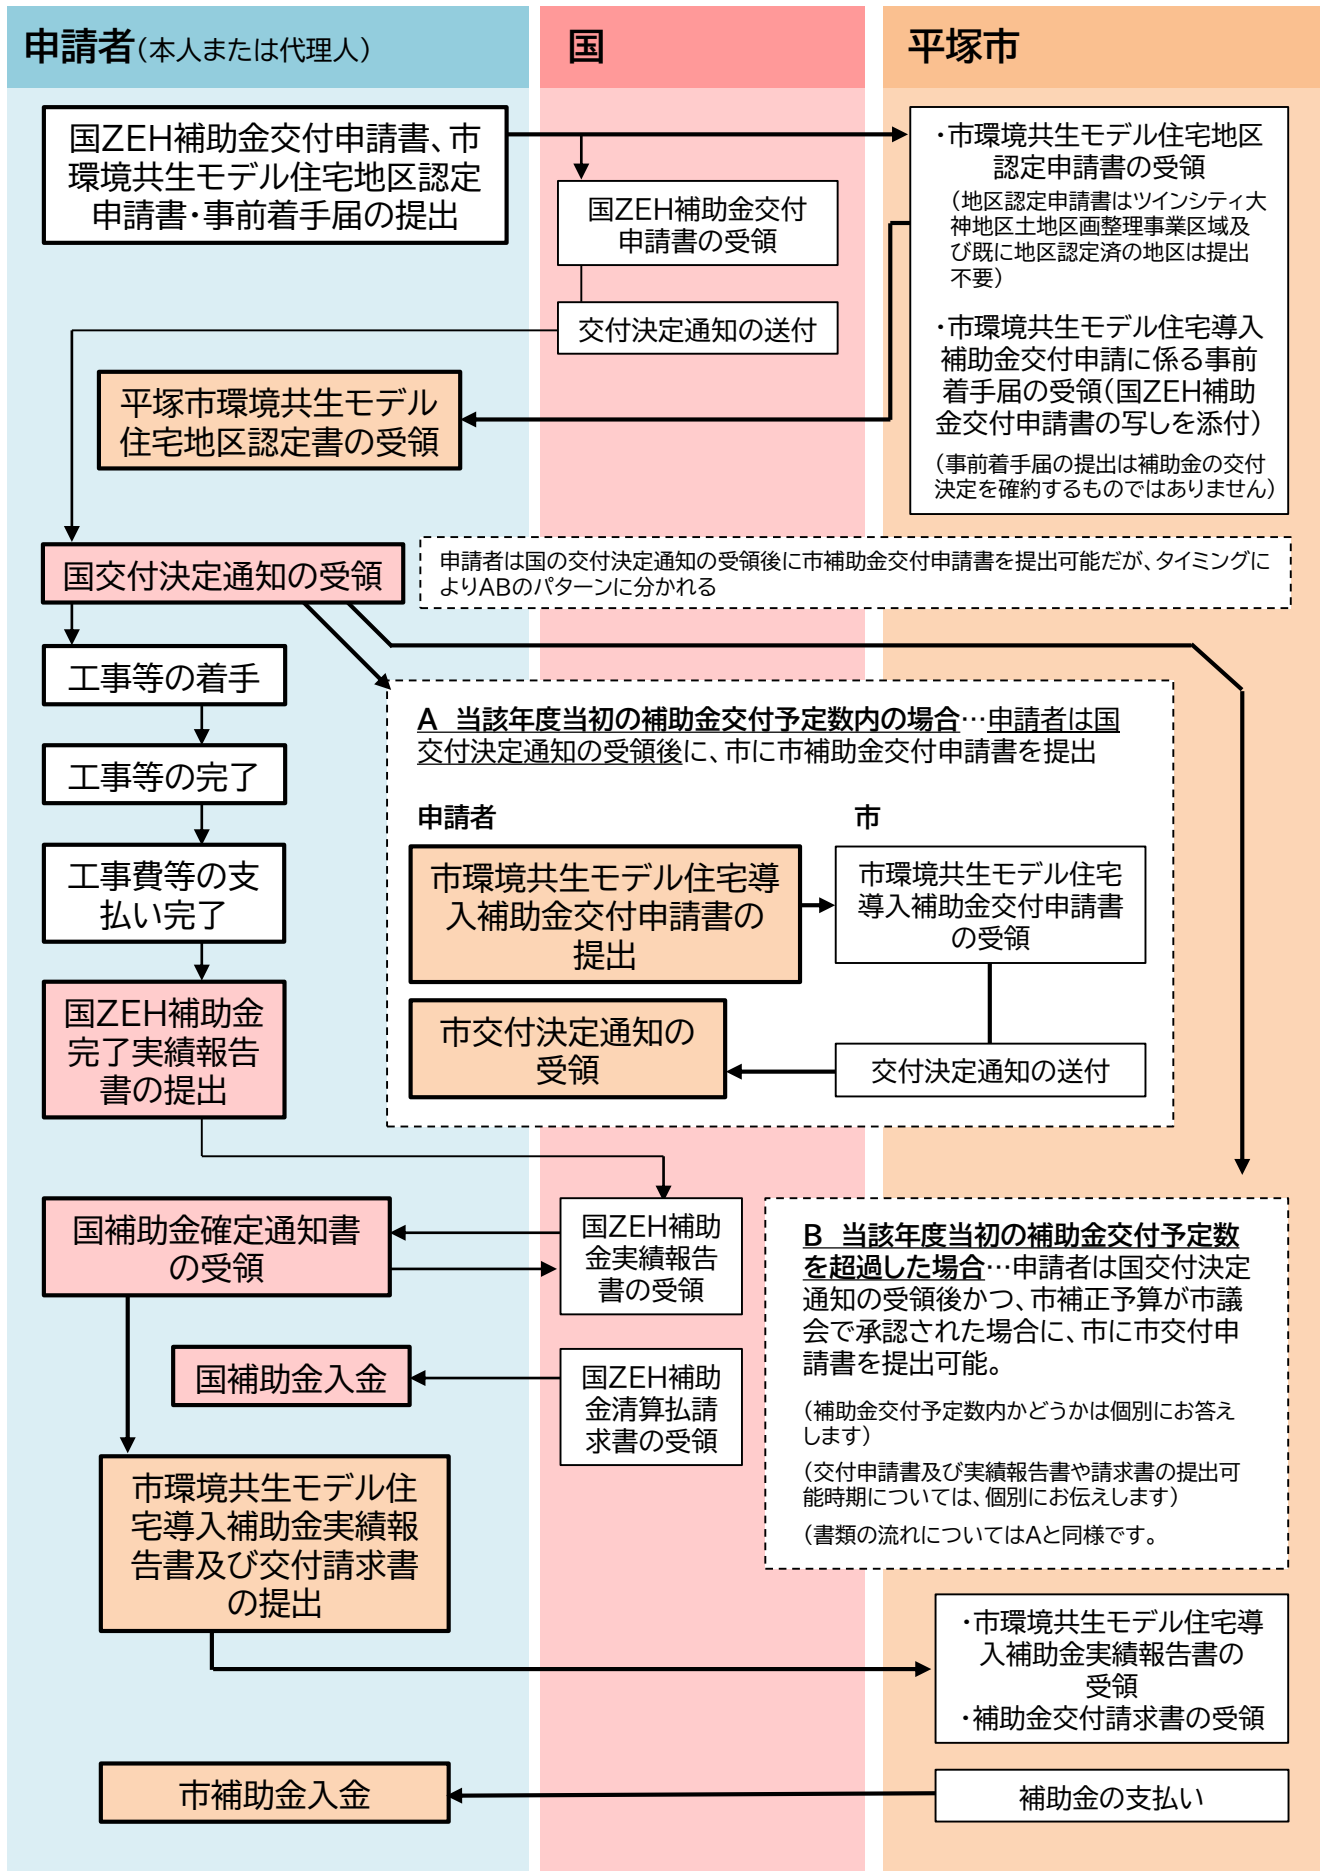 申請者（本人または代理人）
国
平塚市
国ZEH補助金交付申請書、市
環境共生モデル住宅地区認定
申請書・事前着手届の提出
国ZEH補助金交付
申請書の受領
交付決定通知の送付
・市環境共生モデル住宅地区
認定申請書の受領
（地区認定申請書はツインシティ大
神地区土地区画整理事業区域及
び既に地区認定済の地区は提出
不要）
・市環境共生モデル住宅導入
補助金交付申請に係る事前
着手届の受領（国ZEH補助
金交付申請書の写しを添付）
（事前着手届の提出は補助金の交付
決定を確約するものではありません）
平塚市環境共生モデル
住宅地区認定書の受領
国交付決定通知の受領
申請者は国の交付決定通知の受領後に市補助金交付申請書を提出可能だが、タイミングに
よりABのパターンに分かれる
工事等の着手
工事等の完了
工事費等の支
払い完了
国ZEH補助金
完了実績報告
書の提出
A　当該年度当初の補助金交付予定数内の場合…申請者は国
交付決定通知の受領後に、市に市補助金交付申請書を提出
申請者
市
市環境共生モデル住宅導
入補助金交付申請書の
提出
市環境共生モデル住宅
導入補助金交付申請書
の受領
市交付決定通知の
受領
交付決定通知の送付
国補助金確定通知書
の受領
国ZEH補助
金実績報告
書の受領
国補助金入金
国ZEH補助
金清算払請
求書の受領
B　当該年度当初の補助金交付予定数
を超過した場合…申請者は国交付決定
通知の受領後かつ、市補正予算が市議
会で承認された場合に、市に市交付申
請書を提出可能。
（補助金交付予定数内かどうかは個別にお答え
します）
（交付申請書及び実績報告書や請求書の提出可
能時期については、個別にお伝えします）
（書類の流れについてはAと同様です。
市環境共生モデル住
宅導入補助金実績報
告書及び交付請求書
の提出
・市環境共生モデル住宅導
入補助金実績報告書の
受領
・補助金交付請求書の受領
市補助金入金
補助金の支払い